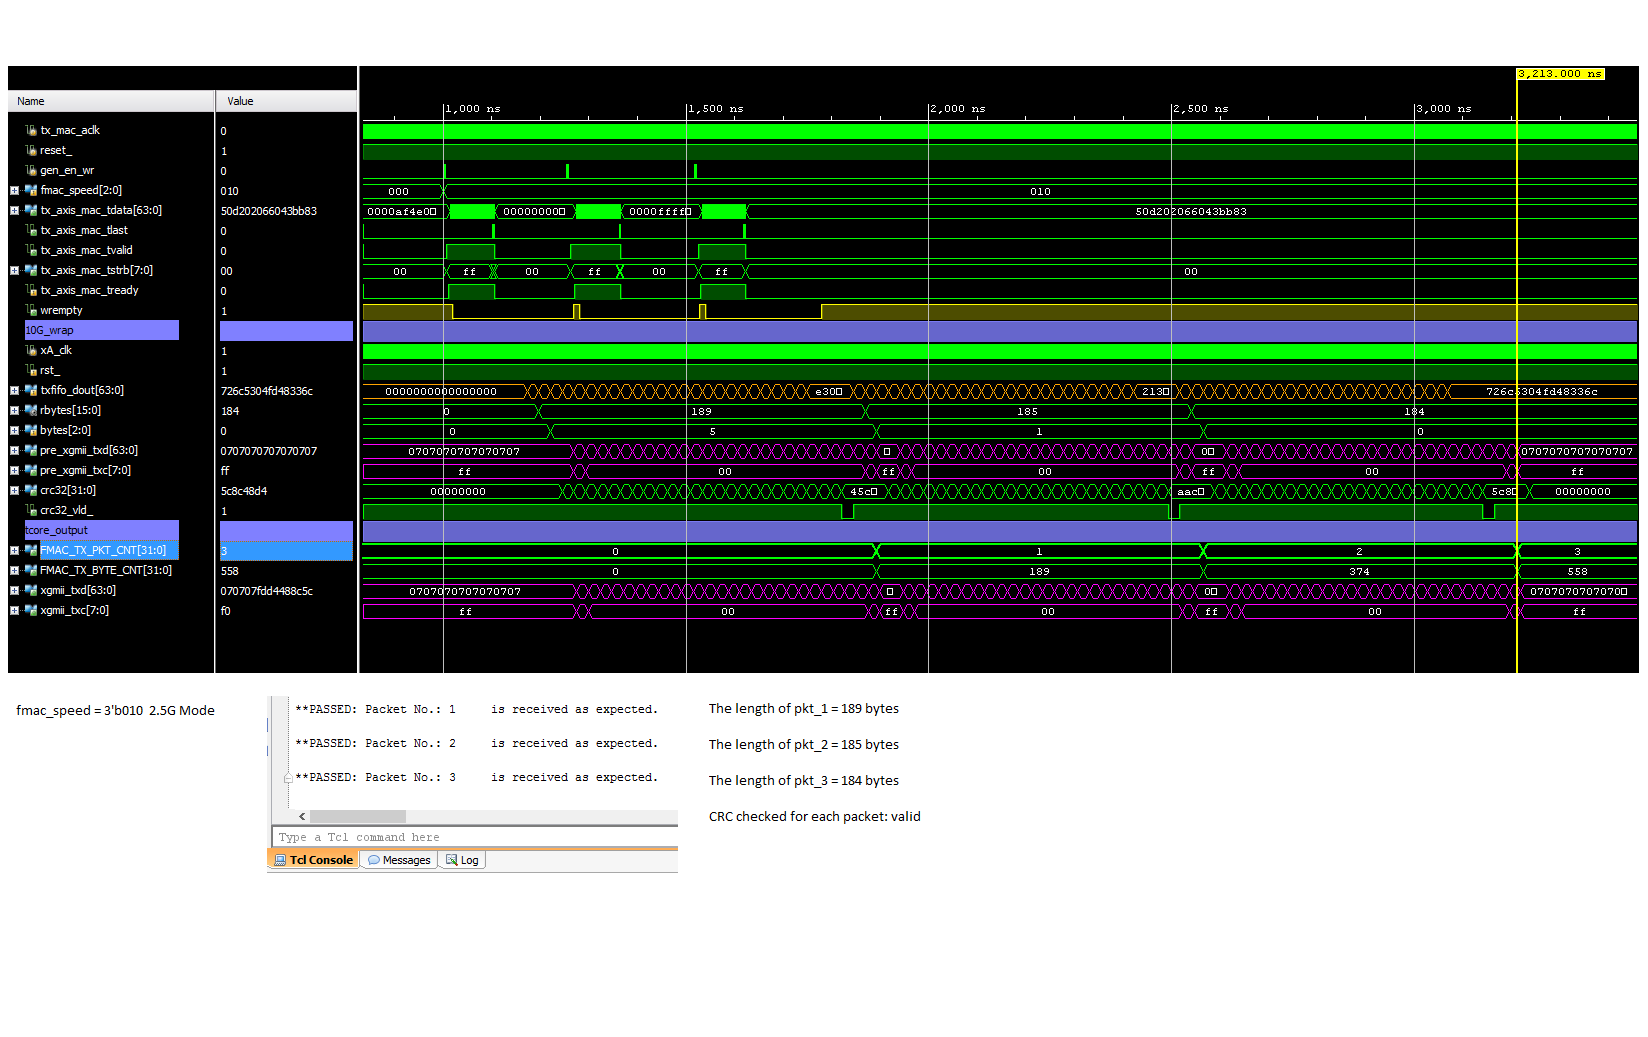 3,213.000 ns
Name Value
1,000 ns 1,500 ns 2,000 ns 2,500 ns 3,000 ns
tx_mac_aclk 0
reset_ 1
gen_en_wr 0
fmac_speed[2:0] 010 000 010
tx_axis_mac_tdata[63:0] 50d202066043bb83 0000af4e0 00000000 0000ffff 50d202066043bb83
tx_axis_mac_tlast 0
tx_axis_mac_tvalid 0
tx_axis_mac_tstrb[7:0] 00 00 ff 00 ff 00 ff 00
tx_axis_mac_tready 0
wrempty 1
10G_wrap
xA_clk 1
rst_ 1
txfifo_dout[63:0] 726c5304fd48336c 0000000000000000 e30 213 726c5304fd48336c
rbytes[15:0] 184 0 189 185 184
bytes[2:0] 0 0 5 1 0
pre_xgmii_txd[63:0] 0707070707070707 0707070707070707 0 0707070707070707
pre_xgmii_txc[7:0] ff ff 00 ff 00 ff 00 ff
crc32[31:0] 5c8c48d4 00000000 45c aac 5c8 00000000
crc32_vld_ 1
tcore_output
FMAC_TX_PKT_CNT[31:0] 3 0 1 2 3
FMAC_TX_BYTE_CNT[31:0] 558 0 189 374 558
xgmii_txd[63:0] 070707fdd4488c5c 0707070707070707 0 0707070707070
xgmii_txc[7:0] f0 ff 00 ff 00 ff 00 ff
fmac_speed = 3'b010 2.5G Mode
**PASSED: Packet No.: 1 is received as expected.
**PASSED: Packet No.: 2 is received as expected.
**PASSED: Packet No.: 3 is received as expected.
Type a Tcl command here
Tcl Console Messages Log
The length of pkt_1 = 189 bytes
The length of pkt_2 = 185 bytes
The length of pkt_3 = 184 bytes
CRC checked for each packet: valid